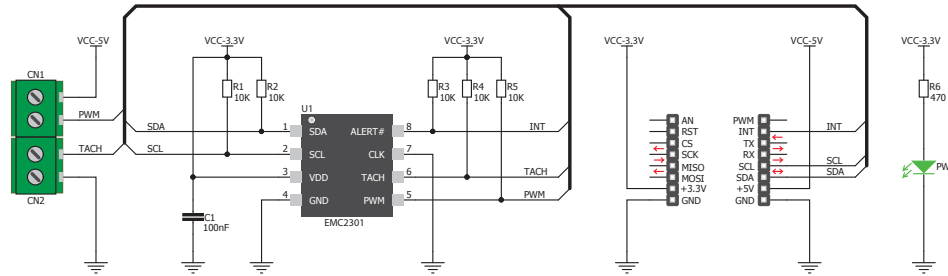 VCC-5V
VCC-3.3V
VCC-3.3V
VCC-3.3V
VCC-5V
VCC-3.3V
CN1
PWM
TACH
CN2
R1
10K
R2
10K
R3
10K
R4
10K
R5
10K
R6
470
SDA
SCL
C1
100nF
U1
1
2
3
4
SDA
SCL
VDD
GND
ALERT#
CLK
TACH
PWM
8
7
6
5
EMC2301
INT
TACH
PWM
AN
RST
CS
SCK
MISO
MOSI
+3.3V
GND
PWM
INT
TX
RX
SCL
SDA
+5V
GND
INT
SCL
SDA